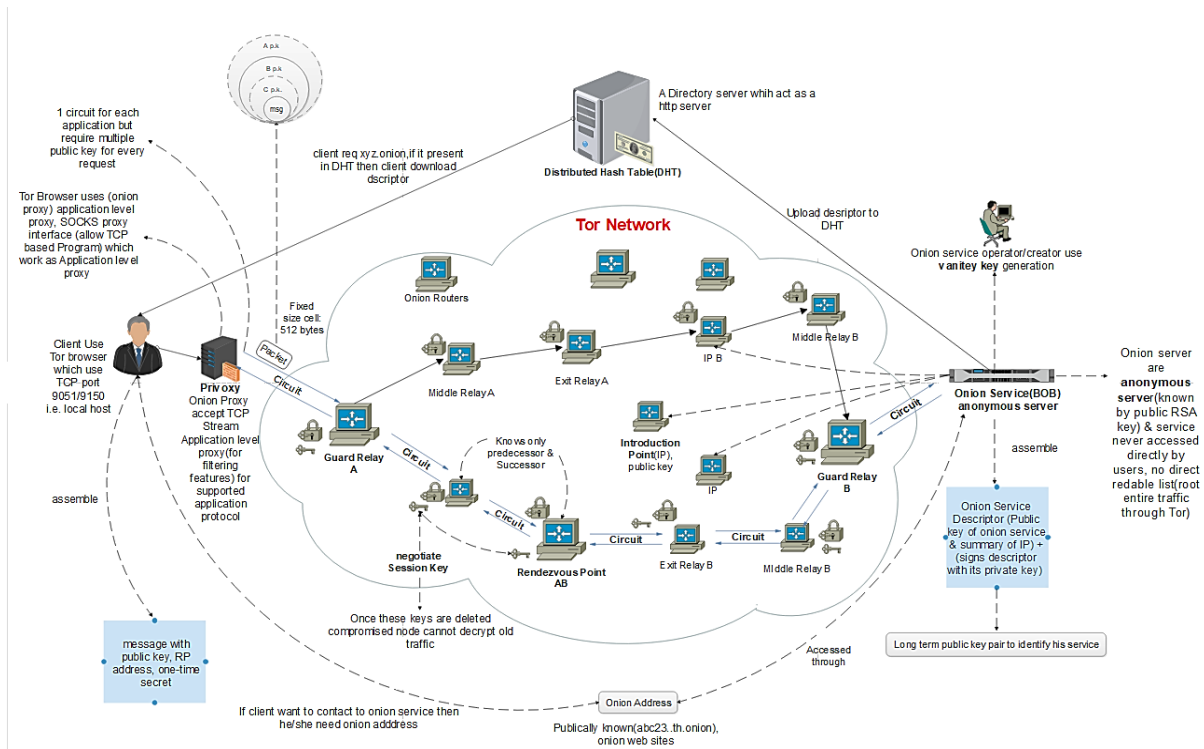 A p.k
B p.k.
C p.k.
msg
1 circuit for each
application but
require multiple
public key for every
request
Tor Browser uses (onion
proxy) application level
proxy, SOCKS proxy
interface (allow TCP
based Program) which
work as Application level
proxy
client req xyz.onion,if it present
in DHT then client download
dscriptor
A Directory server whih act as a
http server
Distributed Hash Table(DHT)
Upload desriptor to
DHT
Onion service operator/creator use
vanitey key generation
Tor Network
Onion Routers
Fixed
size cell:
512 bytes
Packet
Circuit
Client Use
Tor browser
which use
TCP-port
9051/9150
i.e. local host
Privoxy
Onion Proxy
accept TCP
Stream
Application level
proxy(for
filtering
features) for
supported
application
protocol
Middle Relay A
Exit Relay A
IP B
Middle Relay B
Guard Relay
A
Circuit
Knows only
predecessor &
Successor
Introduction
Point(IP),
public key
IP
Guard Relay
B
Circuit
Onion Service(BOB)
anonymous server
Onion server
are
anonymous
server(known
by public RSA
key) & service
never accessed
directly by
users, no direct
redable list(root
entire traffic
through Tor)
assemble
assemble
Onion Service
Descriptor (Public
key of onion service
& summary of IP) +
(signs descriptor
with its private key)
Circuit
negotiate
Session Key
Rendezvous Point
AB
Circuit
Exit Relay B
Circuit
MIddle Relay B
Once these keys are deleted
compromised node cannot decrypt old
traffic
message with
public key, RP
address, one-time
secret
Long term public key pair to identify his service
Accessed
through
If client want to contact to onion service then
he/she need onion adddress
Onion Address
Publically known(abc23..th.onion),
onion web sites